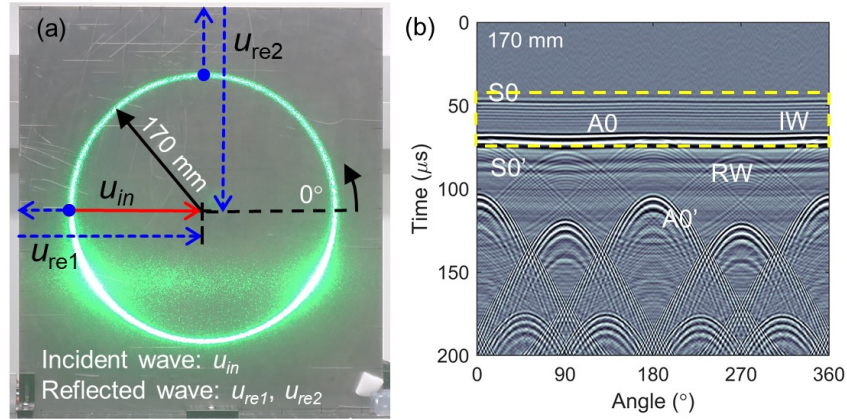 (a)
u_re2
170 mm
u_in
0°
u_re1
Incident wave: u_in
Reflected wave: u_re1, u_re2
(b)
170 mm
S0
A0
IW
S0'
RW
A0'
0
50
100
150
200
Time (μs)
0
90
180
270
360
Angle (°)